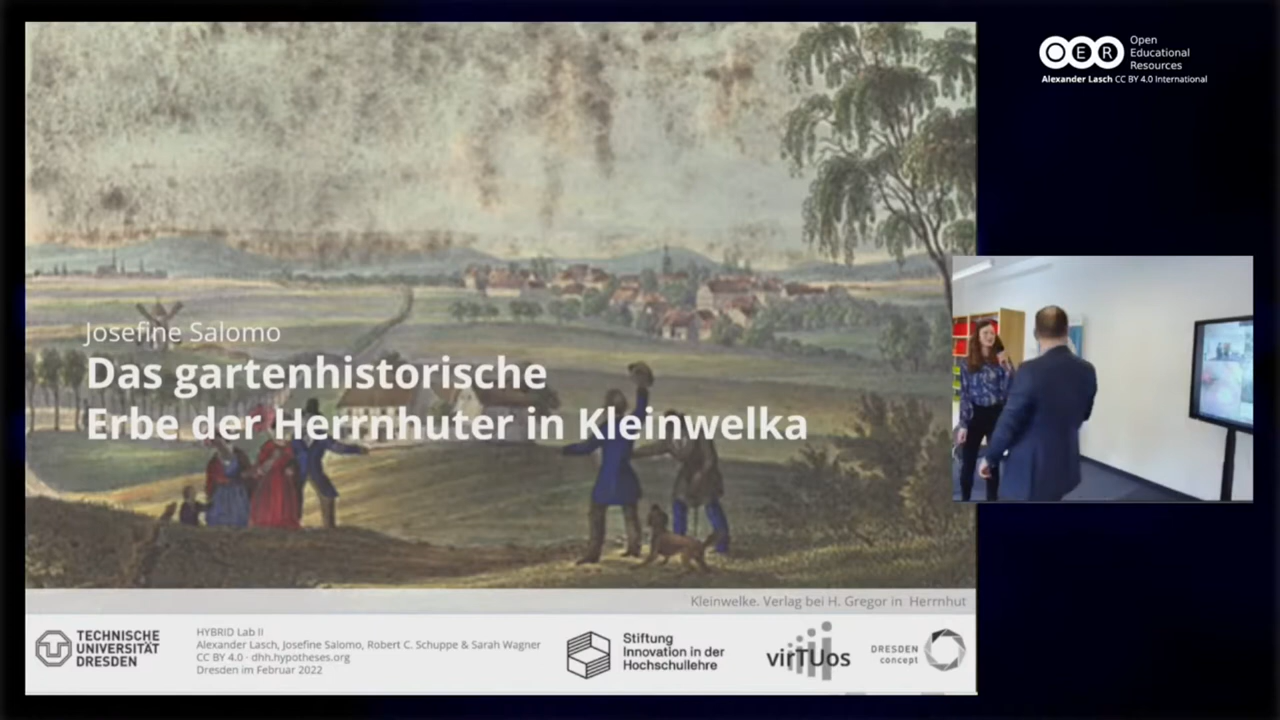 Josefine Salomo
Das gartenhistorische
Erbe der Herrnhuter in Kleinwelka
Kleinwelke. Verlag bei H. Gregor in Herrnhut
TECHNISCHE
UNIVERSITÄT
DRESDEN
HYBRID Lab II
Alexander Lasch, Josefine Salomo, Robert C. Schuppe & Sarah Wagner
CC BY 4.0 · dhh.hypotheses.org
Dresden im Februar 2022
Stiftung
Innovation in der
Hochschullehre
virTUos
DRESDEN
concept
OER
Open
Educational
Resources
Alexander Lasch CC BY 4.0 International